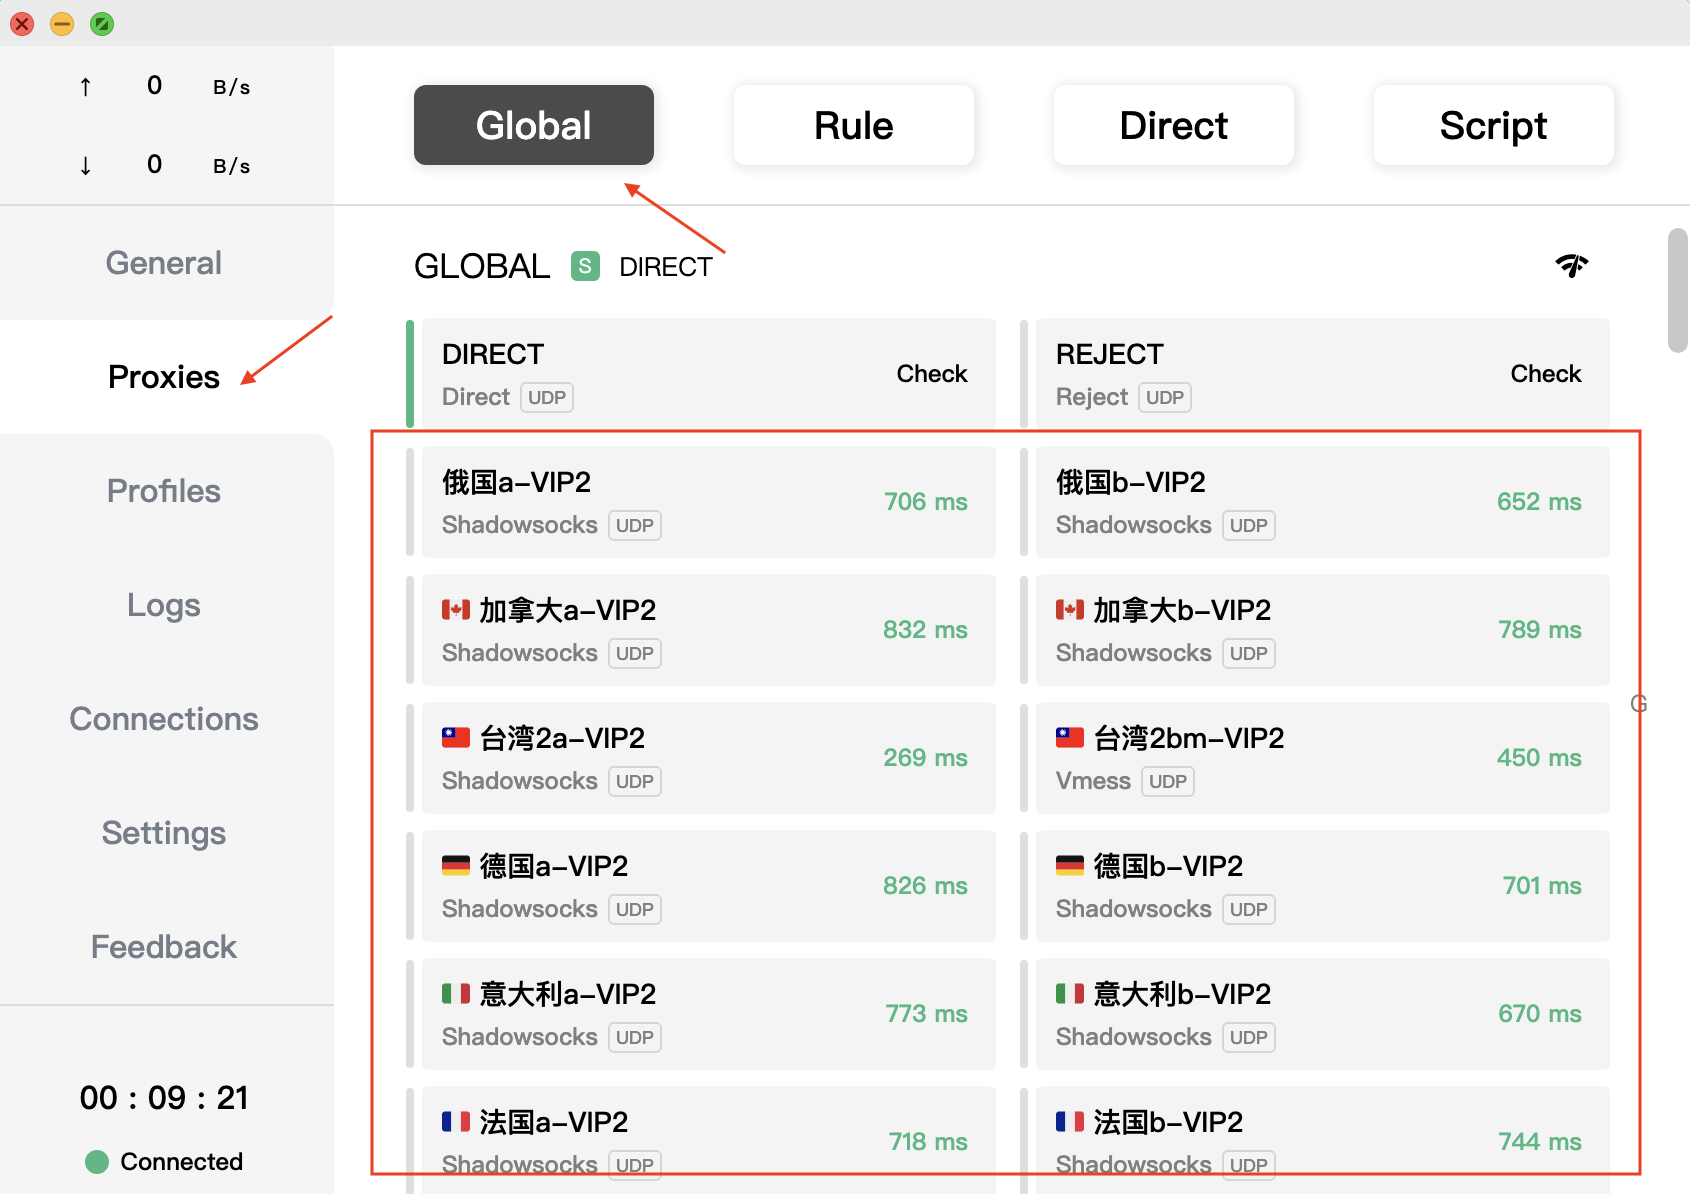 ↑ 0 B/s
↓ 0 B/s
General
Proxies
Profiles
Logs
Connections
Settings
Feedback
00 : 09 : 21
Connected
Global
Rule
Direct
Script
GLOBAL S DIRECT
DIRECT
Direct UDP
Check
REJECT
Reject UDP
Check
俄国a-VIP2
Shadowsocks UDP
706 ms
俄国b-VIP2
Shadowsocks UDP
652 ms
加拿大a-VIP2
Shadowsocks UDP
832 ms
加拿大b-VIP2
Shadowsocks UDP
789 ms
台湾2a-VIP2
Shadowsocks UDP
269 ms
台湾2bm-VIP2
Vmess UDP
450 ms
德国a-VIP2
Shadowsocks UDP
826 ms
德国b-VIP2
Shadowsocks UDP
701 ms
意大利a-VIP2
Shadowsocks UDP
773 ms
意大利b-VIP2
Shadowsocks UDP
670 ms
法国a-VIP2
Shadowsocks UDP
718 ms
法国b-VIP2
Shadowsocks UDP
744 ms
G